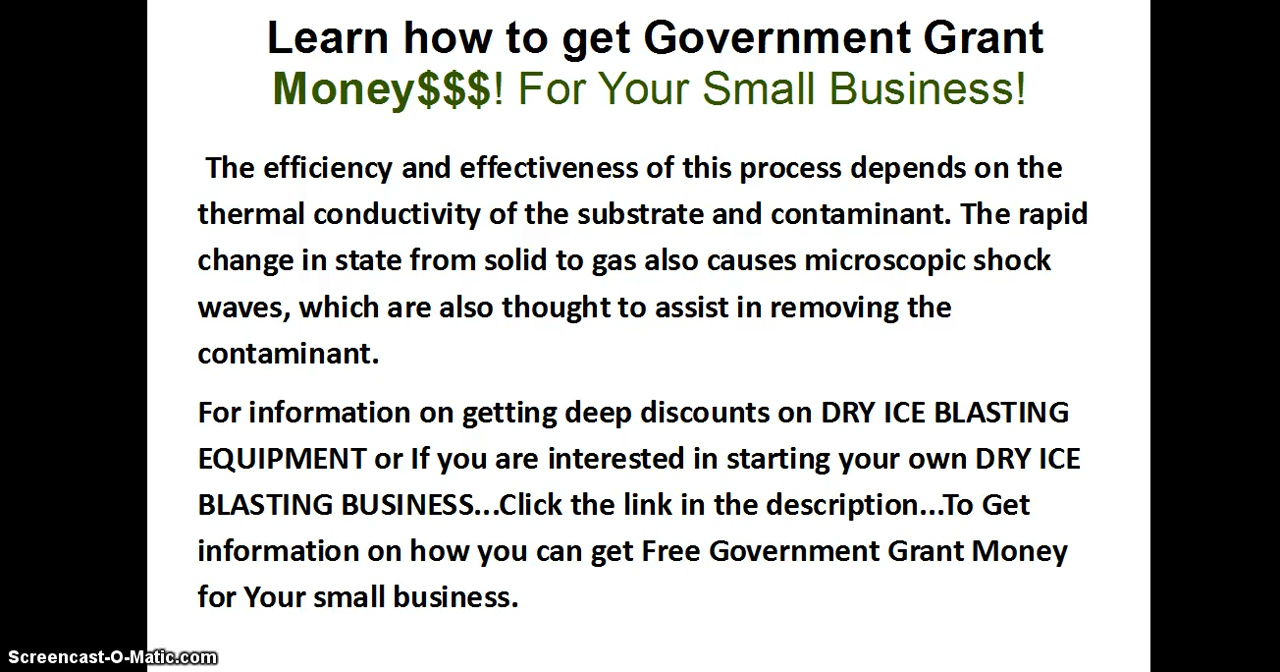 Learn how to get Government Grant
Money$$$! For Your Small Business!
The efficiency and effectiveness of this process depends on the
thermal conductivity of the substrate and contaminant. The rapid
change in state from solid to gas also causes microscopic shock
waves, which are also thought to assist in removing the
contaminant.
For information on getting deep discounts on DRY ICE BLASTING
EQUIPMENT or If you are interested in starting your own DRY ICE
BLASTING BUSINESS...Click the link in the description...To Get
information on how you can get Free Government Grant Money
for Your small business.
Screencast-O-Matic.com